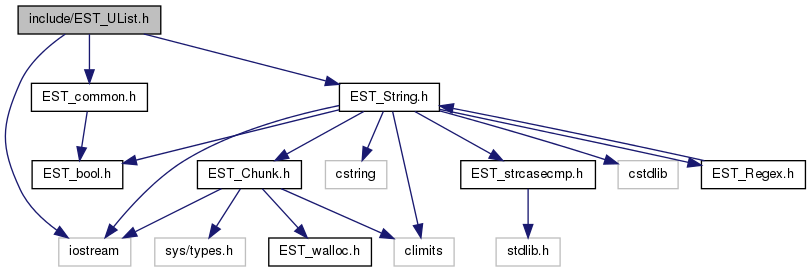 include/EST_UList.h
EST_common.h
EST_String.h
EST_bool.h
EST_Chunk.h
cstring
EST_strcasecmp.h
cstdlib
EST_Regex.h
iostream
sys/types.h
EST_walloc.h
climits
stdlib.h